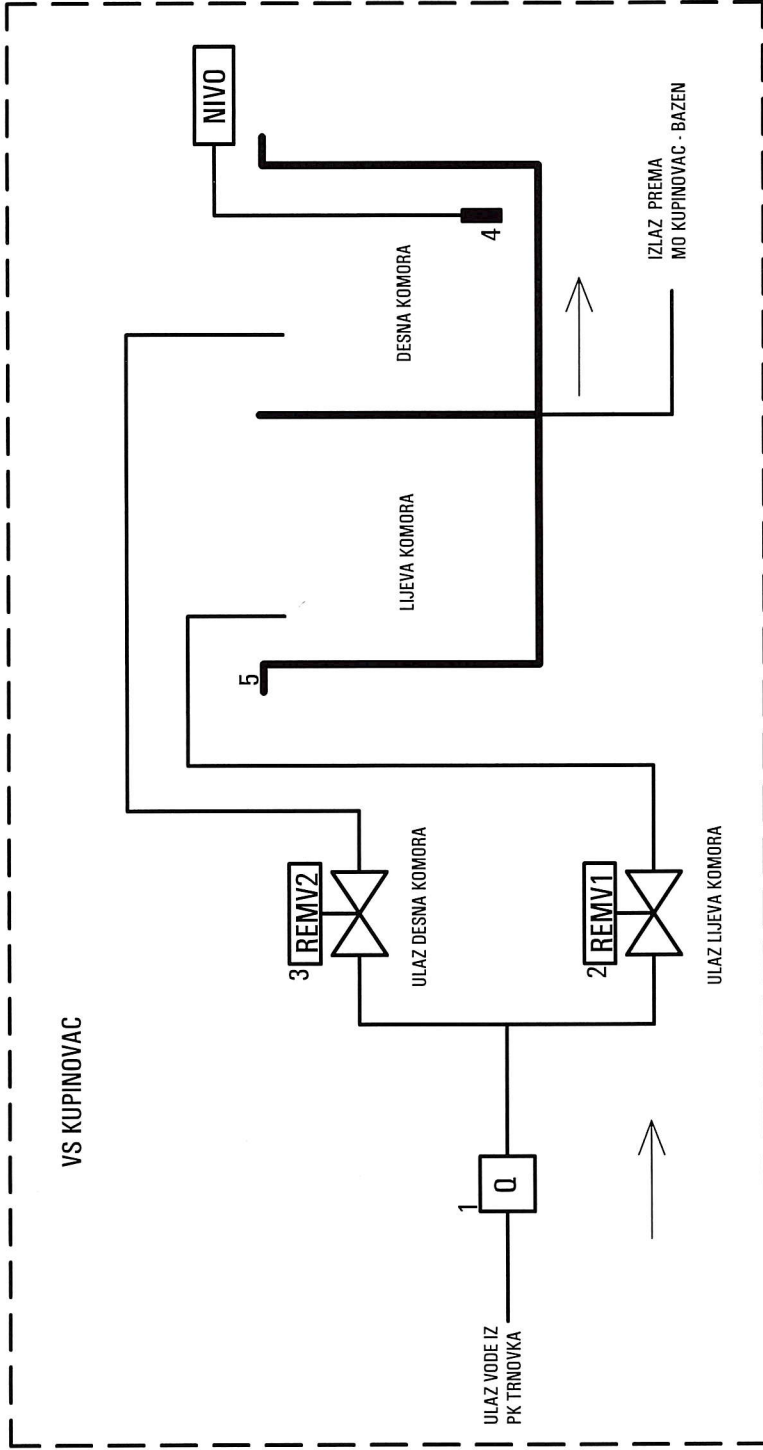 VS KUPINOVAC
NIVO
4
DESNA KOMORA
IZLAZ PREMA
MO KUPINOVAC - BAZEN
LIJEVA KOMORA
5
3
REMV2
ULAZ DESNA KOMORA
2
REMV1
ULAZ LIJEVA KOMORA
1
Q
ULAZ VODE IZ
PK TRNOVKA